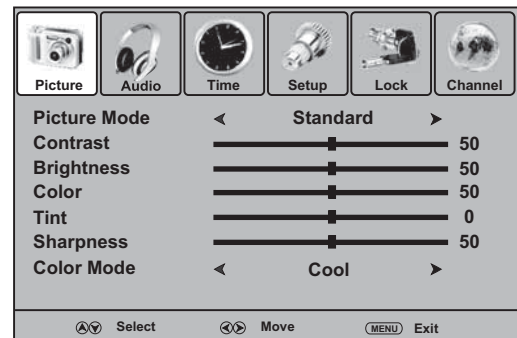 Picture Audio Time Setup Lock Channel
Picture Mode Standard
Contrast 50
Brightness 50
Color 50
Tint 0
Sharpness 50
Color Mode Cool
Select Move MENU Exit